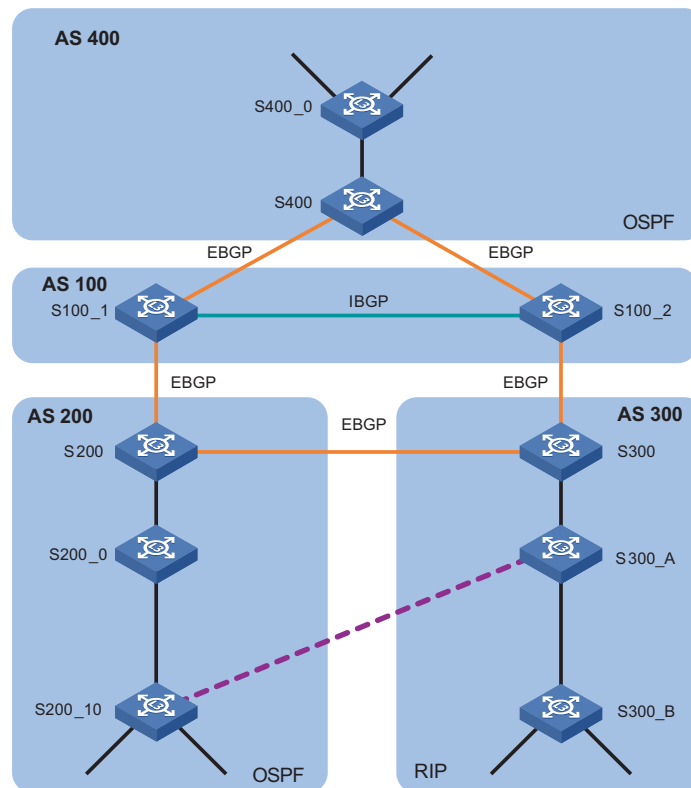 AS 400
S400_0
S400
OSPF
EBGP
EBGP
AS 100
S100_1
IBGP
S100_2
EBGP
EBGP
AS 200
AS 300
EBGP
S200
S300
S200_0
S300_A
S200_10
S300_B
OSPF
RIP